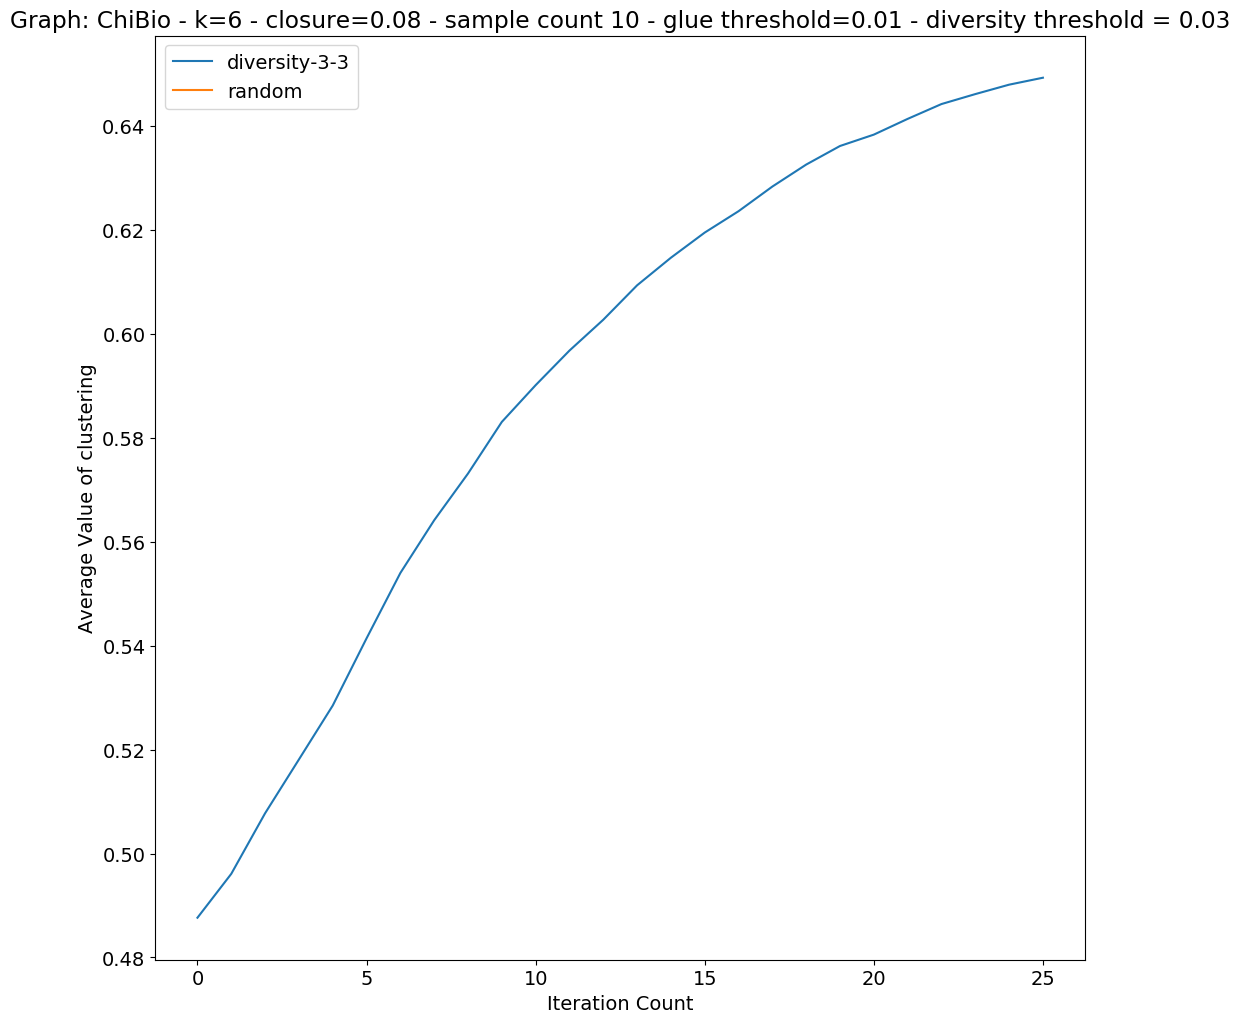 Graph: ChiBio - k=6 - closure=0.08 - sample count 10 - glue threshold=0.01 - diversity threshold = 0.03
diversity-3-3
random
0.64
0.62
0.60
0.58
0.56
0.54
0.52
0.50
0.48
Average Value of clustering
0 5 10 15 20 25
Iteration Count